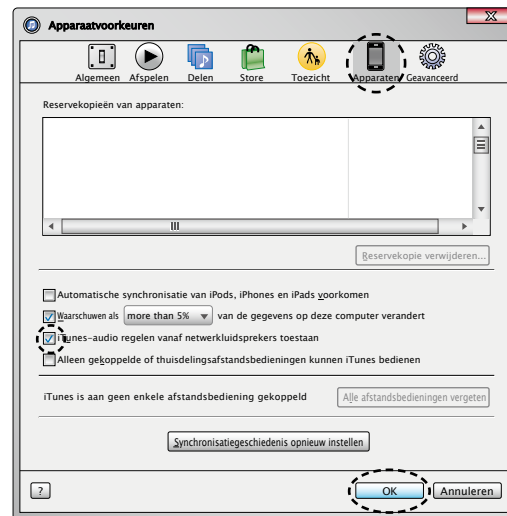 Apparaatvoorkeuren
Algemeen Afspelen Delen Store Toezicht Apparaten Geavanceerd
Reservekopieën van apparaten:
Reservekopie verwijderen...
Automatische synchronisatie van iPods, iPhones en iPads voorkomen
Waarschuwen als more than 5% van de gegevens op deze computer verandert
iTunes-audio regelen vanaf netwerkluidsprekers toestaan
Alleen gekoppelde of thuisdelingsafstandsbedieningen kunnen iTunes bedienen
iTunes is aan geen enkele afstandsbediening gekoppeld Alle afstandsbedieningen vergeten
Synchronisatiegeschiedenis opnieuw instellen
? OK Annuleren